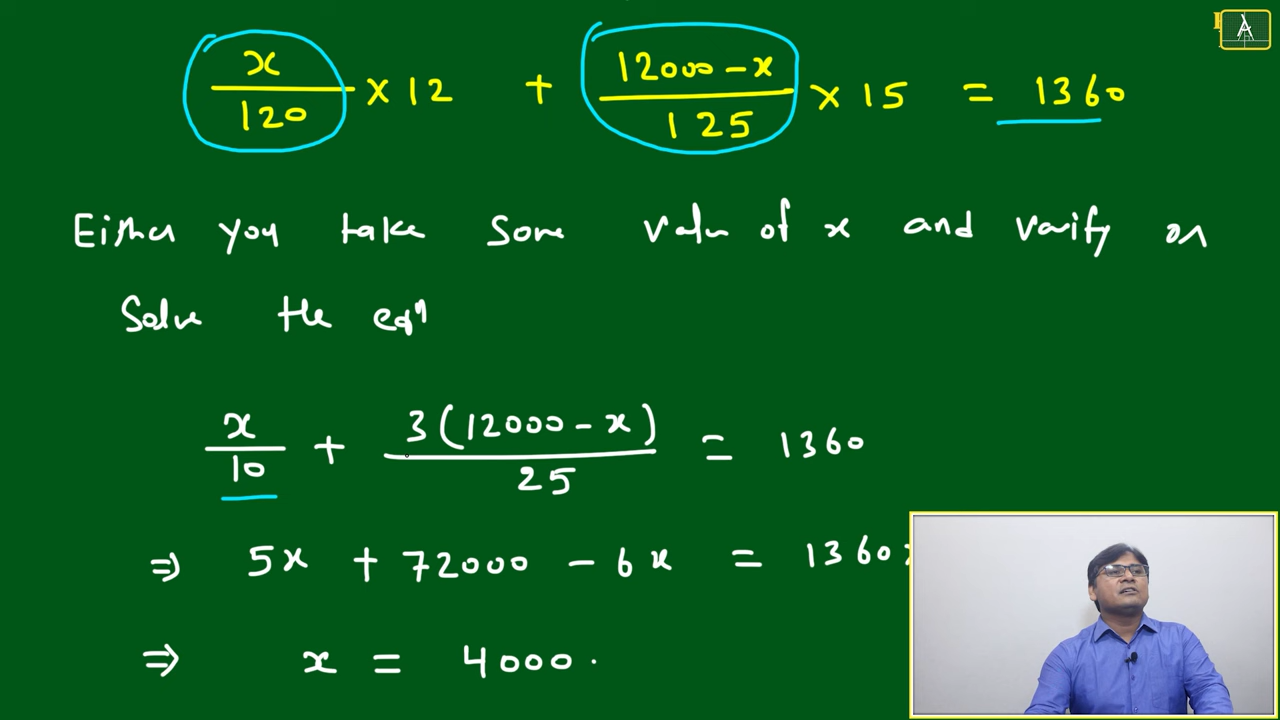 x/120 × 12 + (12000 - x)/125 × 15 = 1360
Either you take some value of x and varify or
Solve the eqn
x/10 + 3(12000 - x)/25 = 1360
⇒ 5x + 72000 - 6x = 1360
⇒ x = 4000.